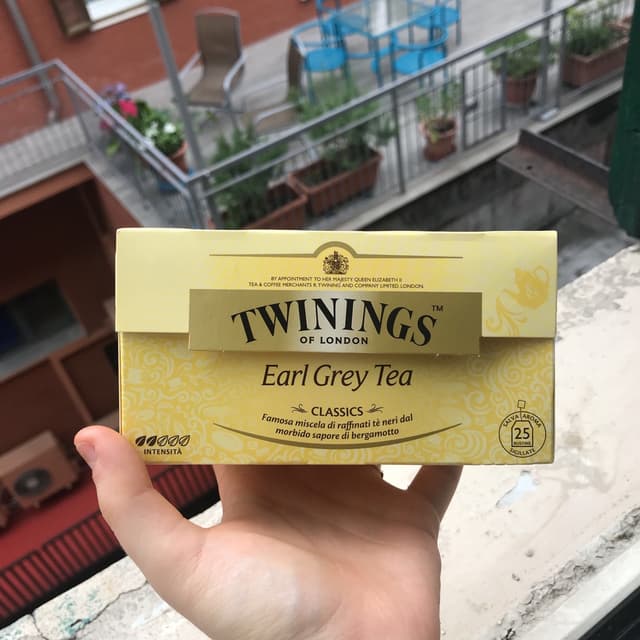 BY APPOINTMENT TO HER MAJESTY QUEEN ELIZABETH II
TEA & COFFEE MERCHANTS R. TWINING AND COMPANY LIMITED, LONDON.
TWININGS™
OF LONDON
Earl Grey Tea
CLASSICS
Famosa miscela di raffinati tè neri dal
morbido sapore di bergamotto
INTENSITÀ
SALVA AROMA
25
BUSTINE
SIGILLATE